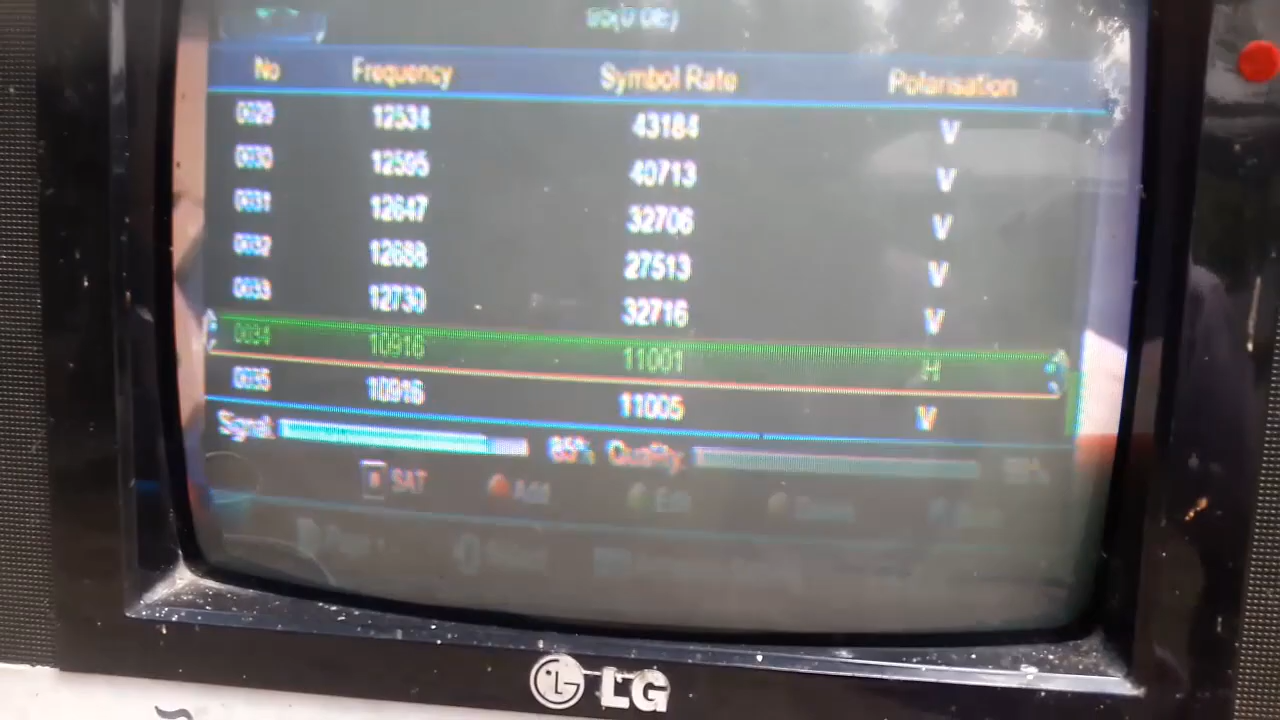 No Frequency Symbol Rate Polarisation
0029 12534 43184 V
0030 12595 40713 V
0031 12647 32706 V
0032 12688 27513 V
0033 12730 32716 V
0034 10916 11001 H
0035 10916 11005 V
Signal: 85% Quality:
SAT Add Edit
LG